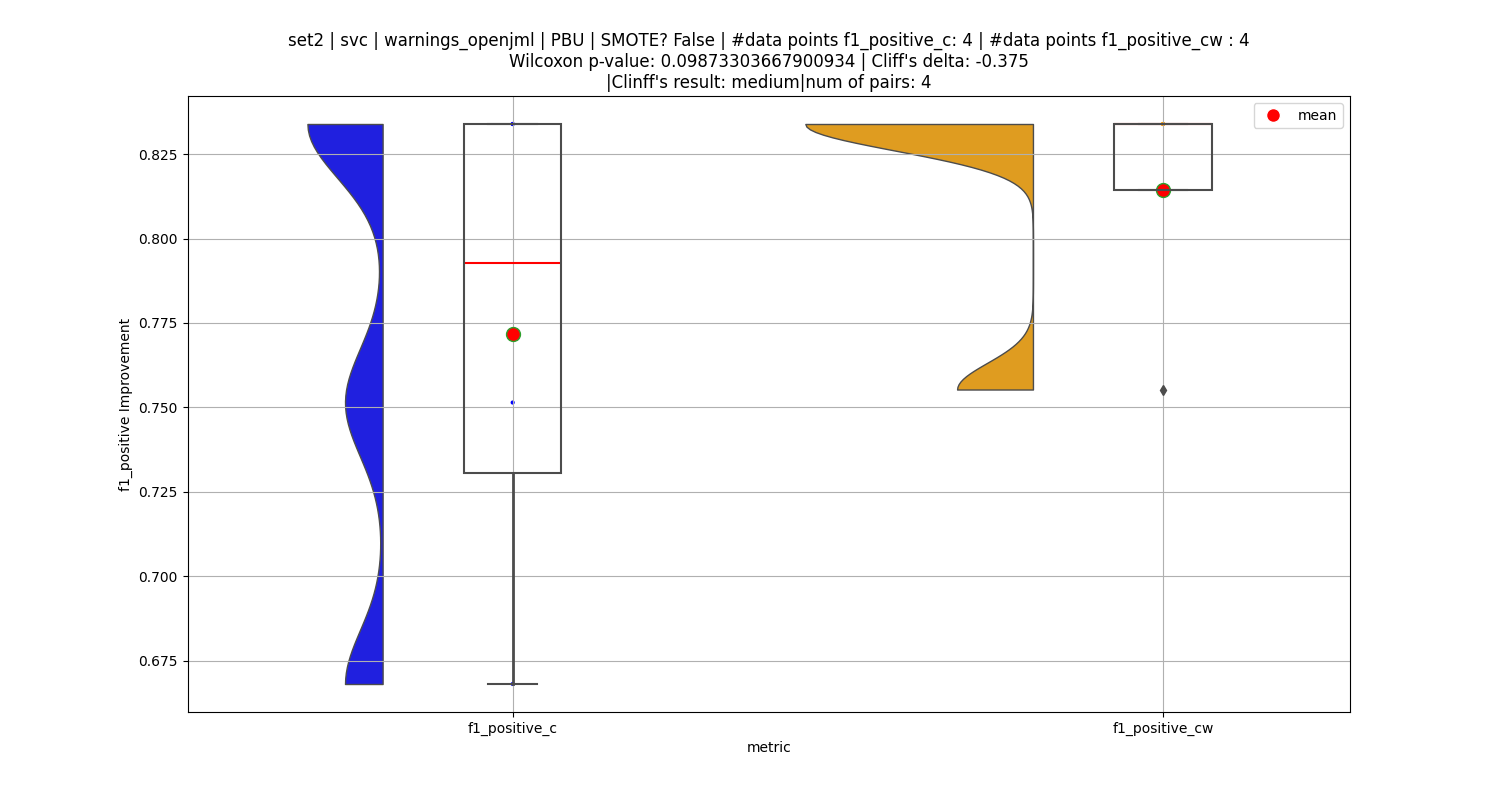 set2 | svc | warnings_openjml | PBU | SMOTE? False | #data points f1_positive_c: 4 | #data points f1_positive_cw : 4
Wilcoxon p-value: 0.09873303667900934 | Cliff's delta: -0.375
|Clinff's result: medium|num of pairs: 4
mean
0.825
0.800
0.775
0.750
0.725
0.700
0.675
f1_positive Improvement
f1_positive_c
f1_positive_cw
metric